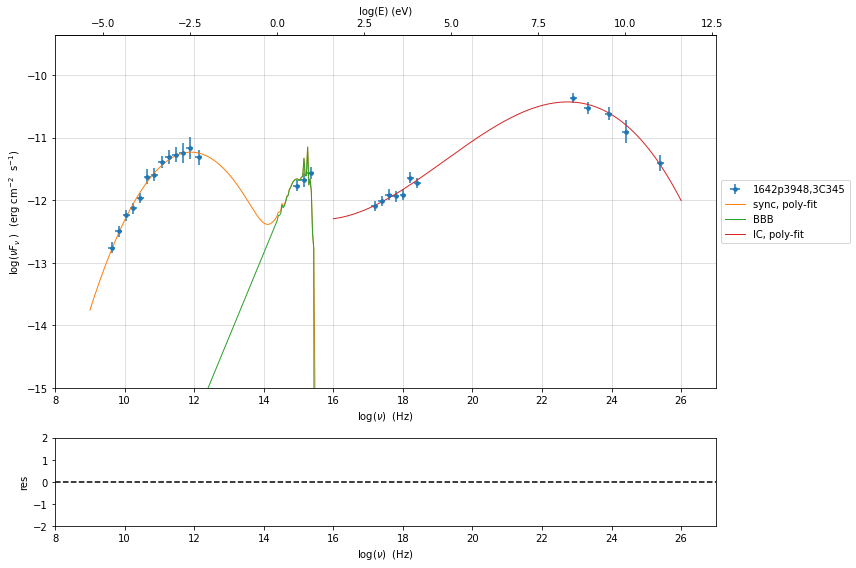 log(E) (eV)
−5.0 −2.5 0.0 2.5 5.0 7.5 10.0 12.5
−10
−11
−12
−13
−14
−15
log(νFν ) (erg cm⁻² s⁻¹)
8 10 12 14 16 18 20 22 24 26
log(ν) (Hz)
1642p3948,3C345
sync, poly-fit
BBB
IC, poly-fit
2
1
0
−1
−2
res
8 10 12 14 16 18 20 22 24 26
log(ν) (Hz)